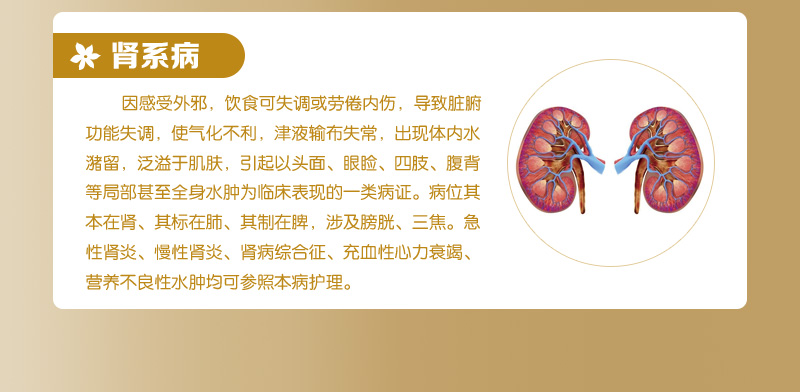 肾系病
因感受外邪，饮食可失调或劳倦内伤，导致脏腑
功能失调，使气化不利，津液输布失常，出现体内水
潴留，泛溢于肌肤，引起以头面、眼睑、四肢、腹背
等局部甚至全身水肿为临床表现的一类病证。病位其
本在肾、其标在肺、其制在脾，涉及膀胱、三焦。急
性肾炎、慢性肾炎、肾病综合征、充血性心力衰竭、
营养不良性水肿均可参照本病护理。